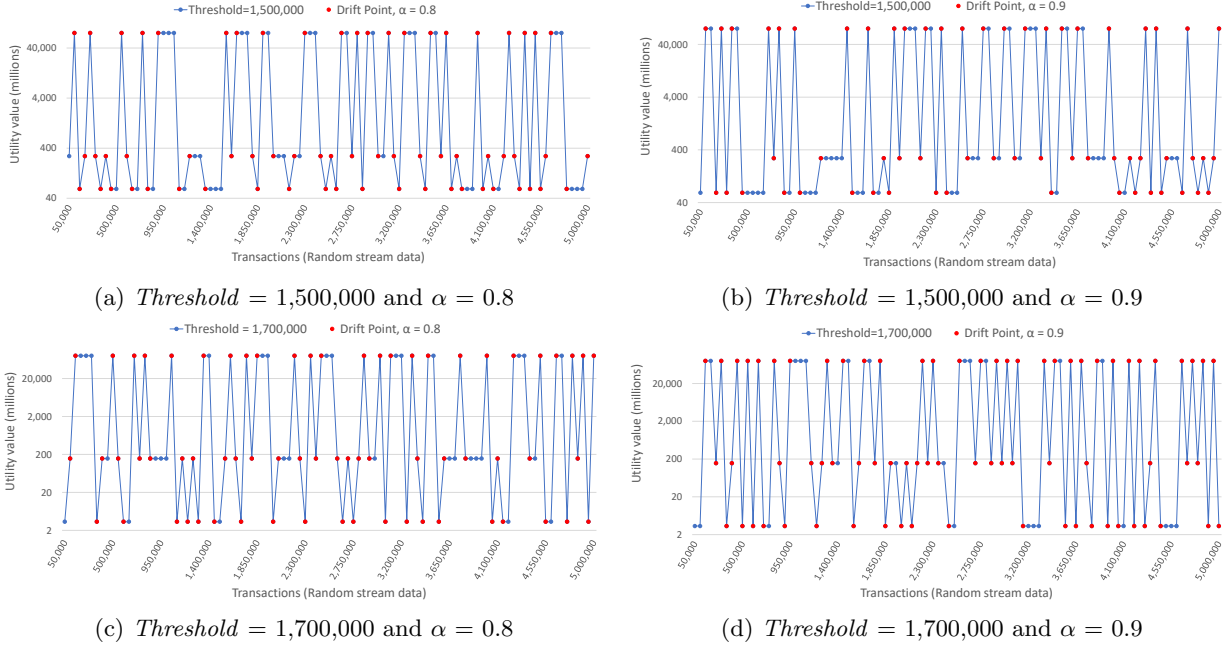 Threshold=1,500,000 Drift Point, α = 0.8
Utility value (millions)
40,000
4,000
400
40
50,000 500,000 950,000 1,400,000 1,850,000 2,300,000 2,750,000 3,200,000 3,650,000 4,100,000 4,550,000 5,000,000
Transactions (Random stream data)
(a) Threshold = 1,500,000 and α = 0.8
Threshold=1,500,000 Drift Point, α = 0.9
Utility value (millions)
40,000
4,000
400
40
50,000 500,000 950,000 1,400,000 1,850,000 2,300,000 2,750,000 3,200,000 3,650,000 4,100,000 4,550,000 5,000,000
Transactions (Random stream data)
(b) Threshold = 1,500,000 and α = 0.9
Threshold = 1,700,000 Drift Point, α = 0.8
Utility value (millions)
20,000
2,000
200
20
2
50,000 500,000 950,000 1,400,000 1,850,000 2,300,000 2,750,000 3,200,000 3,650,000 4,100,000 4,550,000 5,000,000
Transactions (Random stream data)
(c) Threshold = 1,700,000 and α = 0.8
Threshold=1,700,000 Drift Point, α = 0.9
Utility value (millions)
20,000
2,000
200
20
2
50,000 500,000 950,000 1,400,000 1,850,000 2,300,000 2,750,000 3,200,000 3,650,000 4,100,000 4,550,000 5,000,000
Transactions (Random stream data)
(d) Threshold = 1,700,000 and α = 0.9